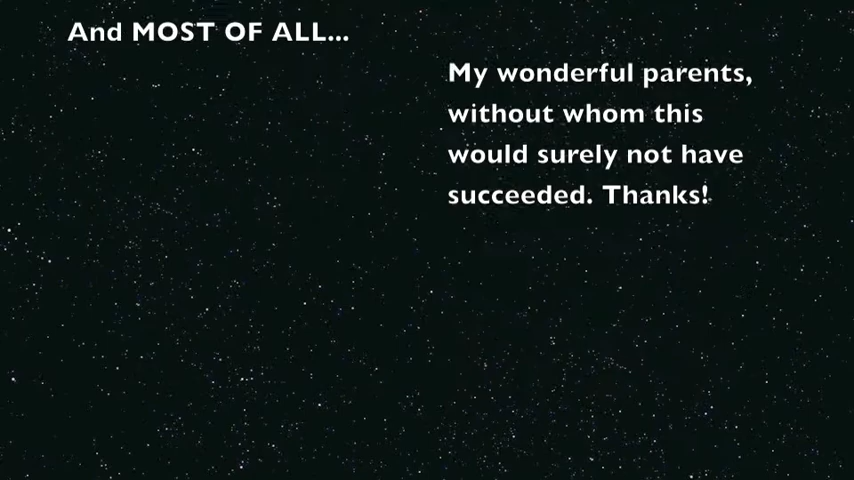 And MOST OF ALL...
My wonderful parents,
without whom this
would surely not have
succeeded. Thanks!